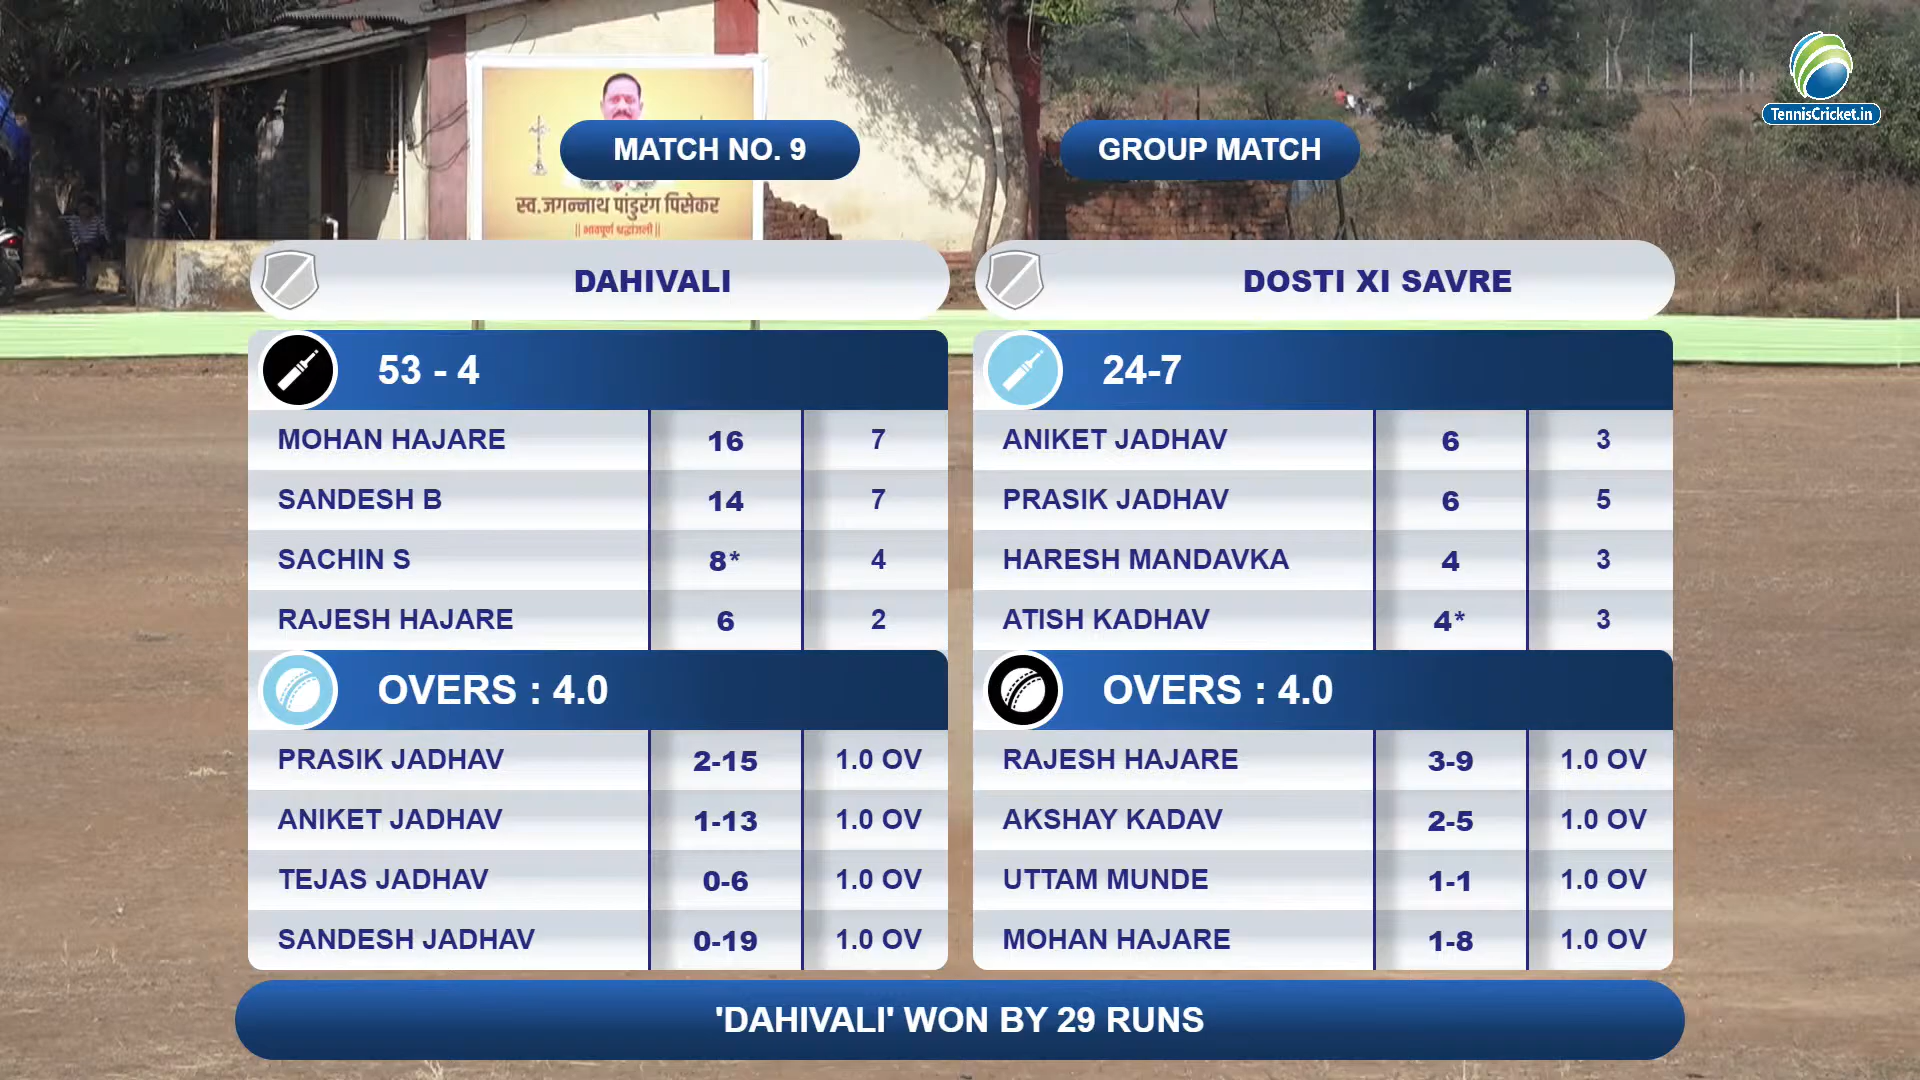 TennisCricket.in
MATCH NO. 9
GROUP MATCH
स्व. जगन्नाथ पांडुरंग पिसेकर
|| भावपूर्ण श्रद्धांजली ||
DAHIVALI
53 - 4
MOHAN HAJARE 16 7
SANDESH B 14 7
SACHIN S 8* 4
RAJESH HAJARE 6 2
OVERS : 4.0
PRASIK JADHAV 2-15 1.0 OV
ANIKET JADHAV 1-13 1.0 OV
TEJAS JADHAV 0-6 1.0 OV
SANDESH JADHAV 0-19 1.0 OV
DOSTI XI SAVRE
24-7
ANIKET JADHAV 6 3
PRASIK JADHAV 6 5
HARESH MANDAVKA 4 3
ATISH KADHAV 4* 3
OVERS : 4.0
RAJESH HAJARE 3-9 1.0 OV
AKSHAY KADAV 2-5 1.0 OV
UTTAM MUNDE 1-1 1.0 OV
MOHAN HAJARE 1-8 1.0 OV
'DAHIVALI' WON BY 29 RUNS